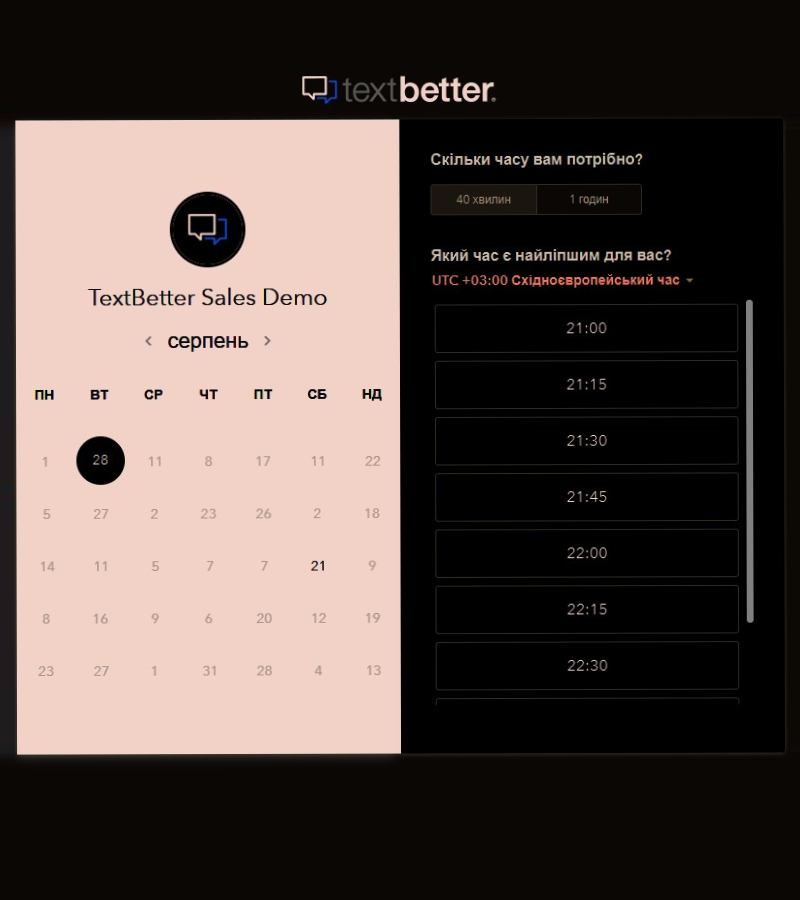 textbetter.
TextBetter Sales Demo
серпень
ПН ВТ СР ЧТ ПТ СБ НД
1 28 11 8 17 11 22
5 27 2 23 26 2 18
14 11 5 7 7 21 9
8 16 9 6 20 12 19
23 27 1 31 28 4 13
Скільки часу вам потрібно?
40 хвилин 1 годин
Який час є найліпшим для вас?
UTC +03:00 Східноєвропейський час
21:00
21:15
21:30
21:45
22:00
22:15
22:30